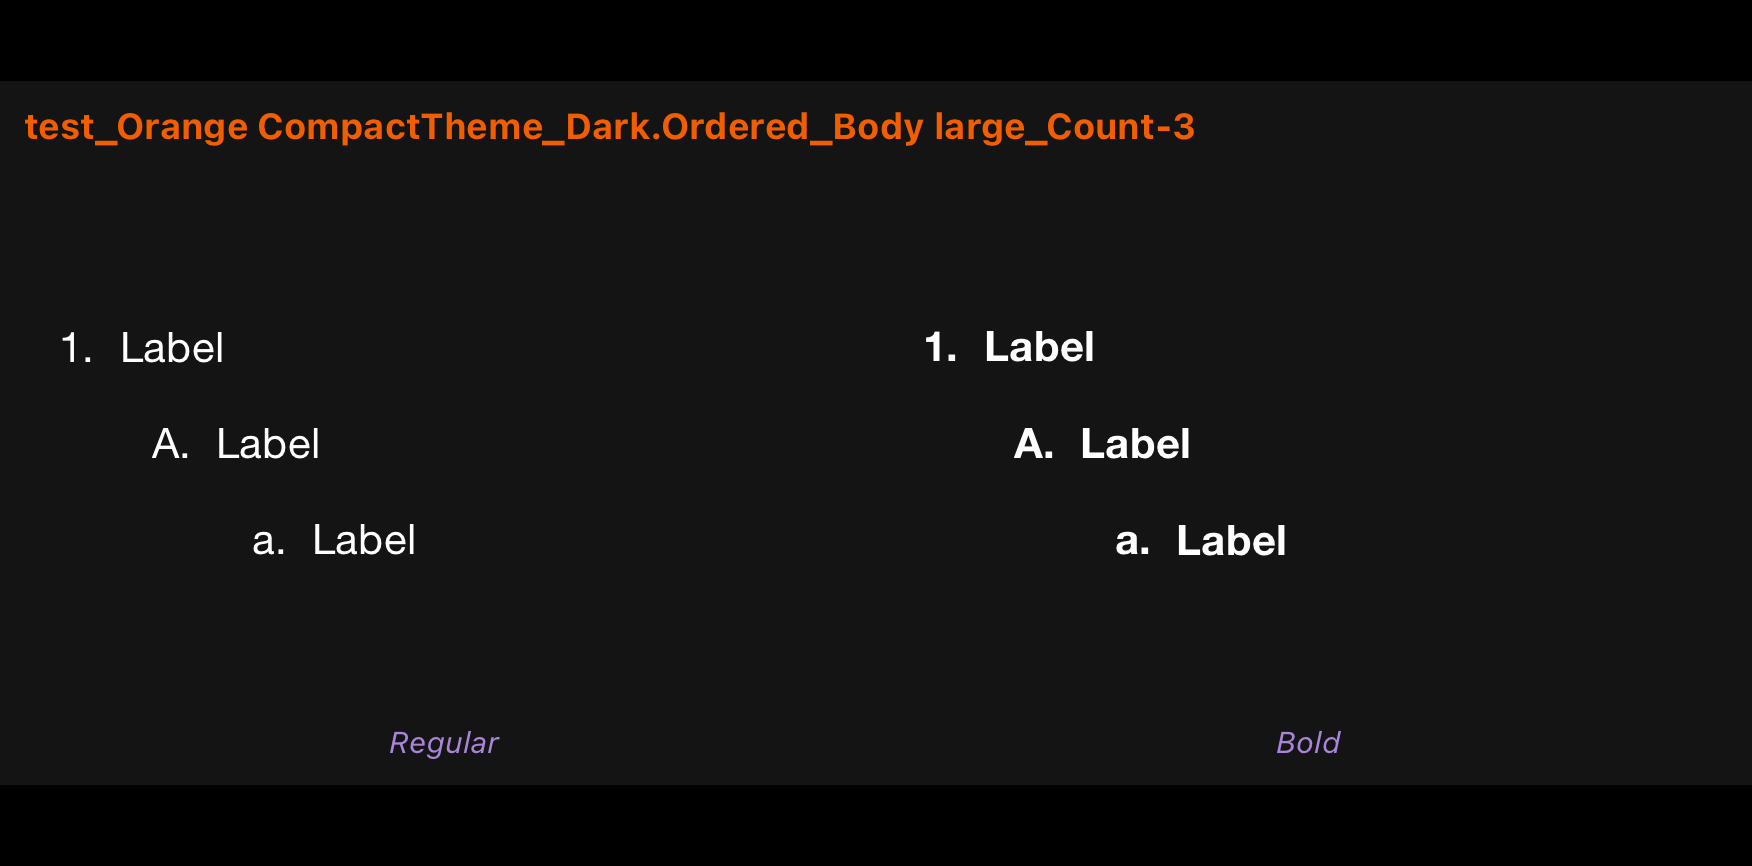 test_Orange CompactTheme_Dark.Ordered_Body large_Count-3
1. Label
A. Label
a. Label
Regular
1. Label
A. Label
a. Label
Bold